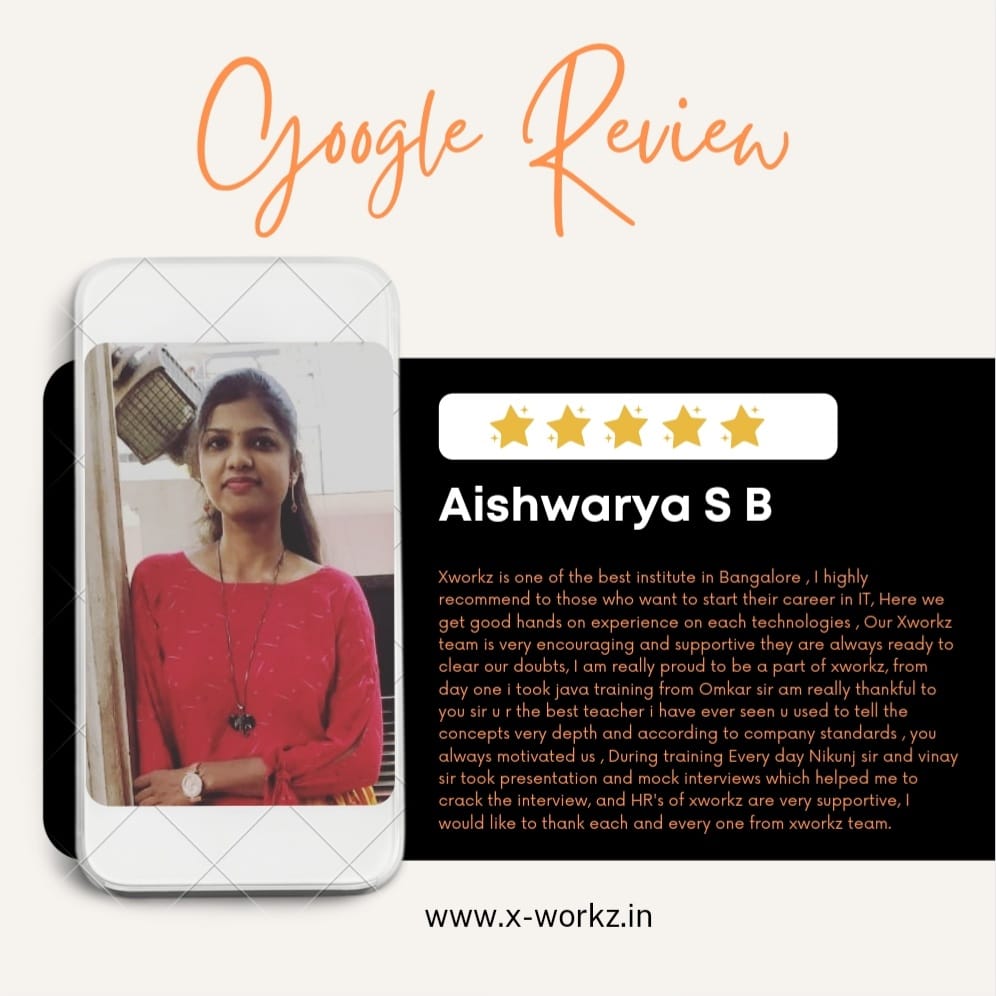 Google Review
Aishwarya S B
Xworkz is one of the best institute in Bangalore , I highly
recommend to those who want to start their career in IT, Here we
get good hands on experience on each technologies , Our Xworkz
team is very encouraging and supportive they are always ready to
clear our doubts, I am really proud to be a part of xworkz, from
day one i took java training from Omkar sir am really thankful to
you sir u r the best teacher i have ever seen u used to tell the
concepts very depth and according to company standards , you
always motivated us , During training Every day Nikunj sir and vinay
sir took presentation and mock interviews which helped me to
crack the interview, and HR's of xworkz are very supportive, I
would like to thank each and every one from xworkz team.
www.x-workz.in